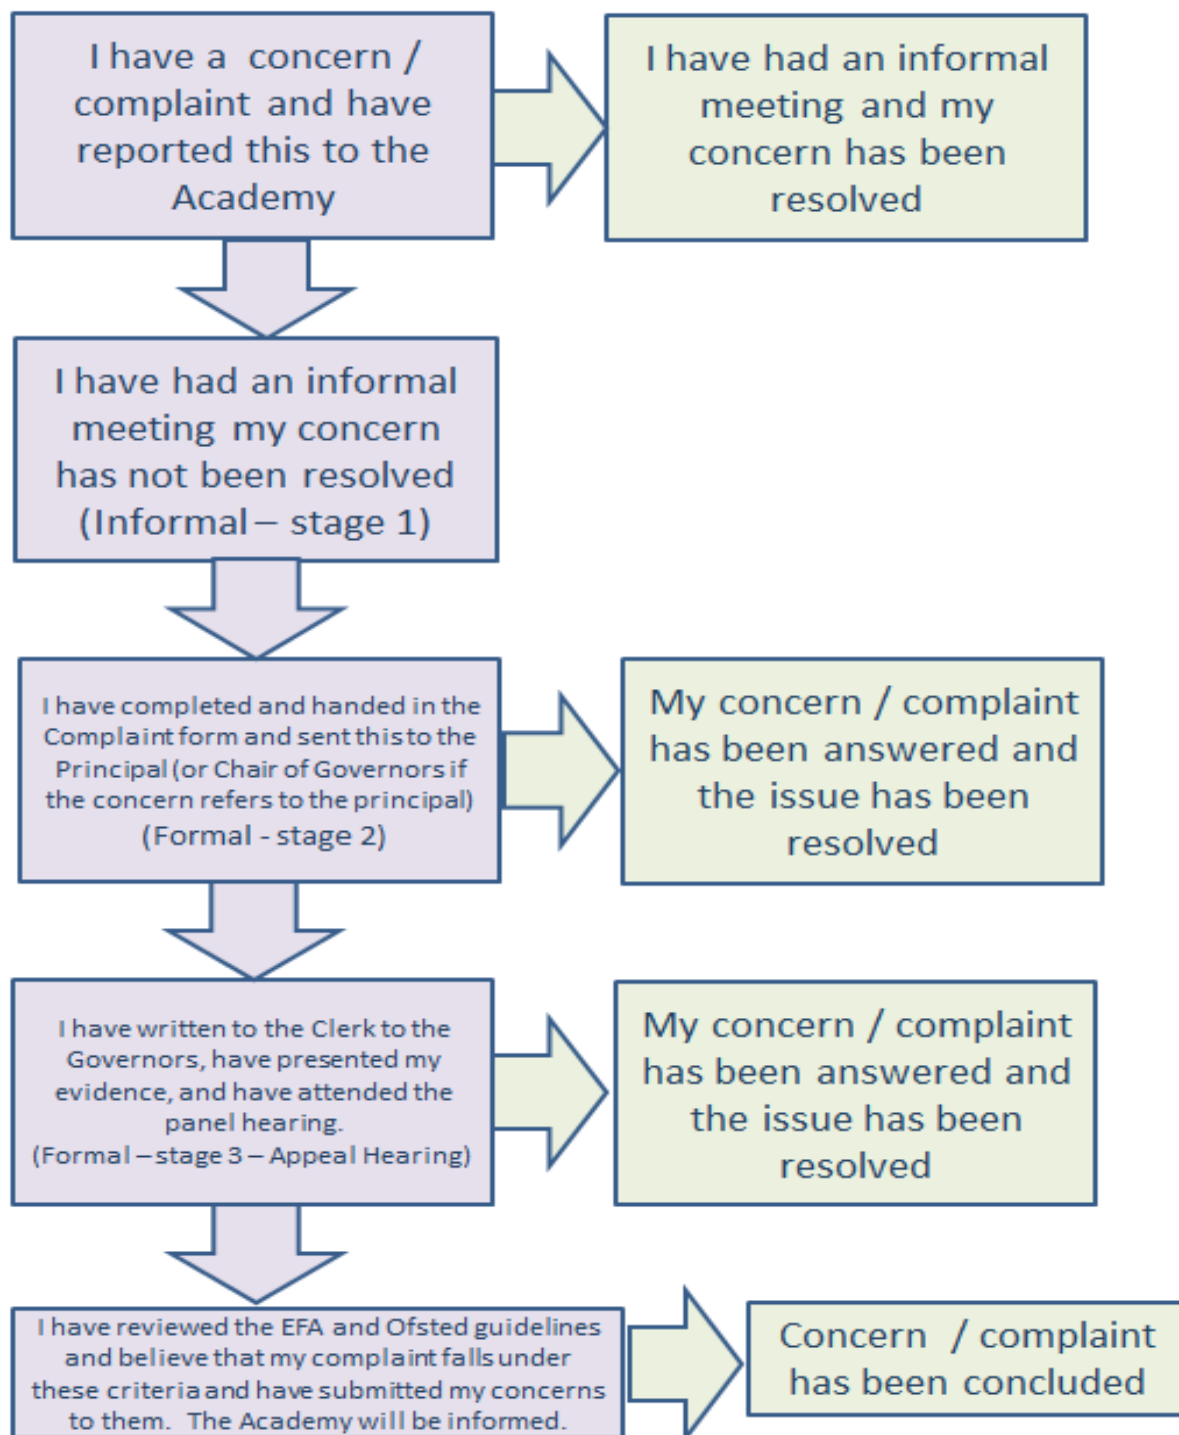 I have a concern /
complaint and have
reported this to the
Academy
I have had an informal
meeting and my
concern has been
resolved
I have had an informal
meeting my concern
has not been resolved
(Informal – stage 1)
I have completed and handed in the
Complaint form and sent this to the
Principal (or Chair of Governors if
the concern refers to the principal)
(Formal - stage 2)
My concern / complaint
has been answered and
the issue has been
resolved
I have written to the Clerk to the
Governors, have presented my
evidence, and have attended the
panel hearing.
(Formal – stage 3 – Appeal Hearing)
My concern / complaint
has been answered and
the issue has been
resolved
I have reviewed the EFA and Ofsted guidelines
and believe that my complaint falls under
these criteria and have submitted my concerns
to them. The Academy will be informed.
Concern / complaint
has been concluded